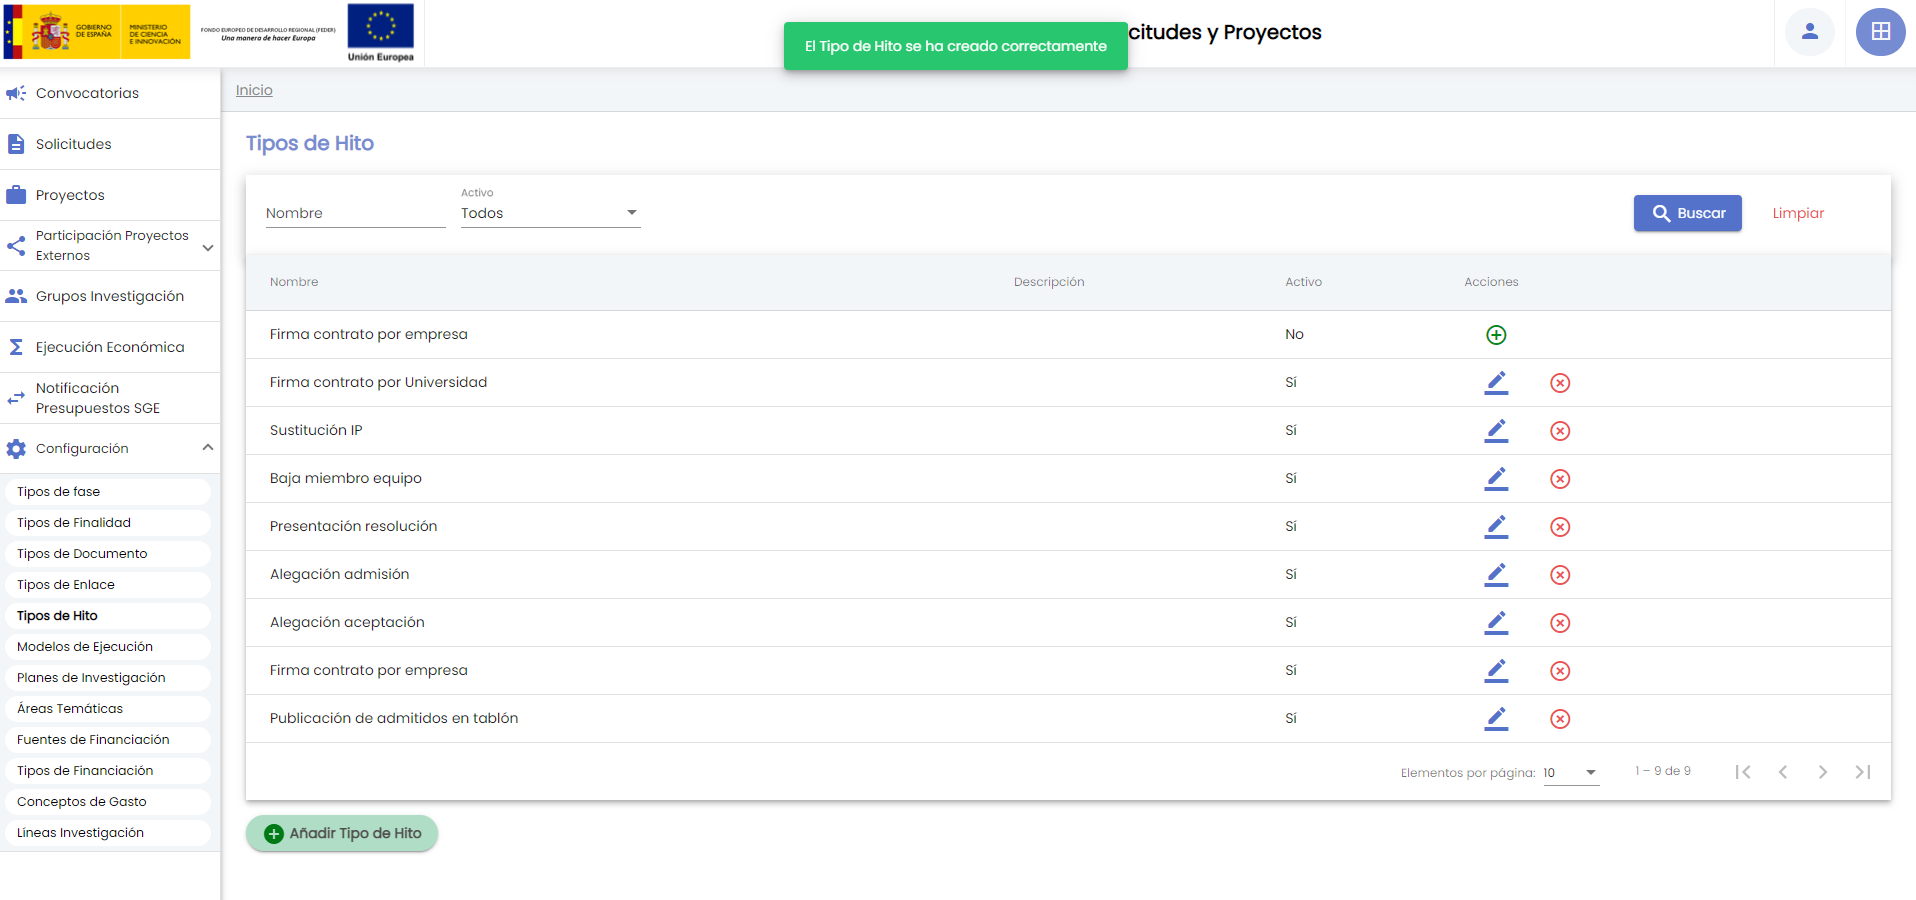 GOBIERNO
DE ESPAÑA
MINISTERIO
DE CIENCIA
E INNOVACIÓN
FONDO EUROPEO DE DESARROLLO REGIONAL (FEDER)
Una manera de hacer Europa
Unión Europea
El Tipo de Hito se ha creado correctamente
citudes y Proyectos
Convocatorias
Solicitudes
Proyectos
Participación Proyectos
Externos
Grupos Investigación
Ejecución Económica
Notificación
Presupuestos SGE
Configuración
Tipos de fase
Tipos de Finalidad
Tipos de Documento
Tipos de Enlace
Tipos de Hito
Modelos de Ejecución
Planes de Investigación
Áreas Temáticas
Fuentes de Financiación
Tipos de Financiación
Conceptos de Gasto
Líneas Investigación
Inicio
Tipos de Hito
Nombre
Activo
Todos
Buscar
Limpiar
Nombre Descripción Activo Acciones
Firma contrato por empresa No
Firma contrato por Universidad Sí
Sustitución IP Sí
Baja miembro equipo Sí
Presentación resolución Sí
Alegación admisión Sí
Alegación aceptación Sí
Firma contrato por empresa Sí
Publicación de admitidos en tablón Sí
Elementos por página: 10 1 – 9 de 9
Añadir Tipo de Hito